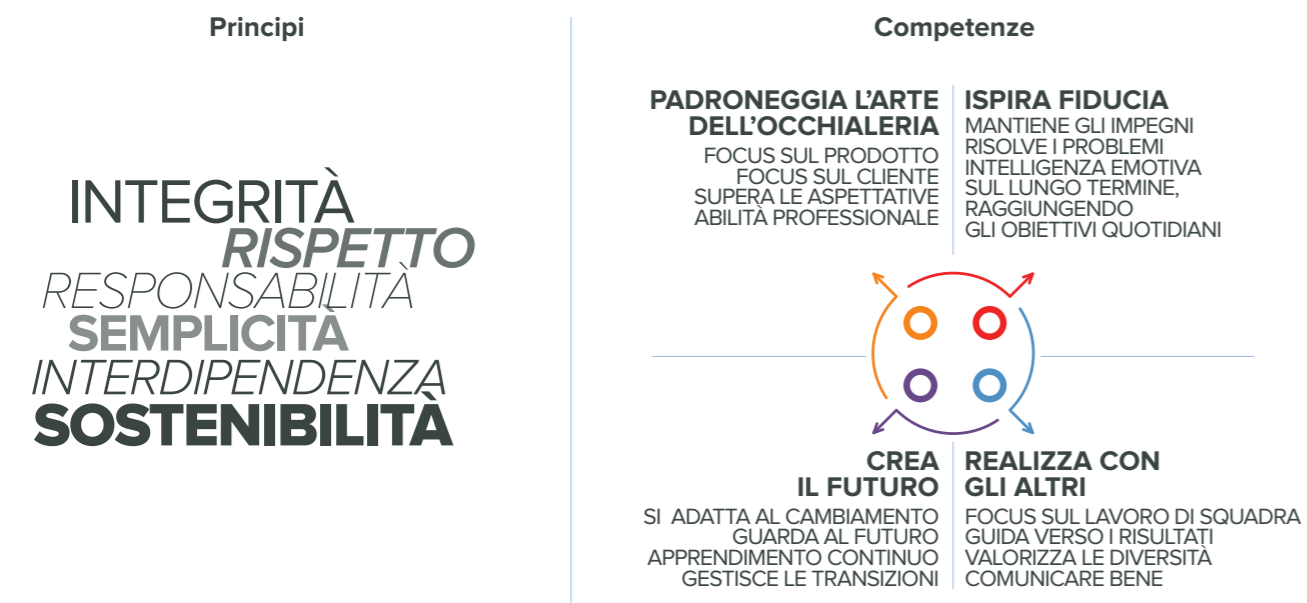 Principi
INTEGRITÀ
RISPETTO
RESPONSABILITÀ
SEMPLICITÀ
INTERDIPENDENZA
SOSTENIBILITÀ
Competenze
PADRONEGGIA L'ARTE
DELL'OCCHIALERIA
FOCUS SUL PRODOTTO
FOCUS SUL CLIENTE
SUPERA LE ASPETTATIVE
ABILITÀ PROFESSIONALE
ISPIRA FIDUCIA
MANTIENE GLI IMPEGNI
RISOLVE I PROBLEMI
INTELLIGENZA EMOTIVA
SUL LUNGO TERMINE,
RAGGIUNGENDO
GLI OBIETTIVI QUOTIDIANI
CREA
IL FUTURO
SI ADATTA AL CAMBIAMENTO
GUARDA AL FUTURO
APPRENDIMENTO CONTINUO
GESTISCE LE TRANSIZIONI
REALIZZA CON
GLI ALTRI
FOCUS SUL LAVORO DI SQUADRA
GUIDA VERSO I RISULTATI
VALORIZZA LE DIVERSITÀ
COMUNICARE BENE